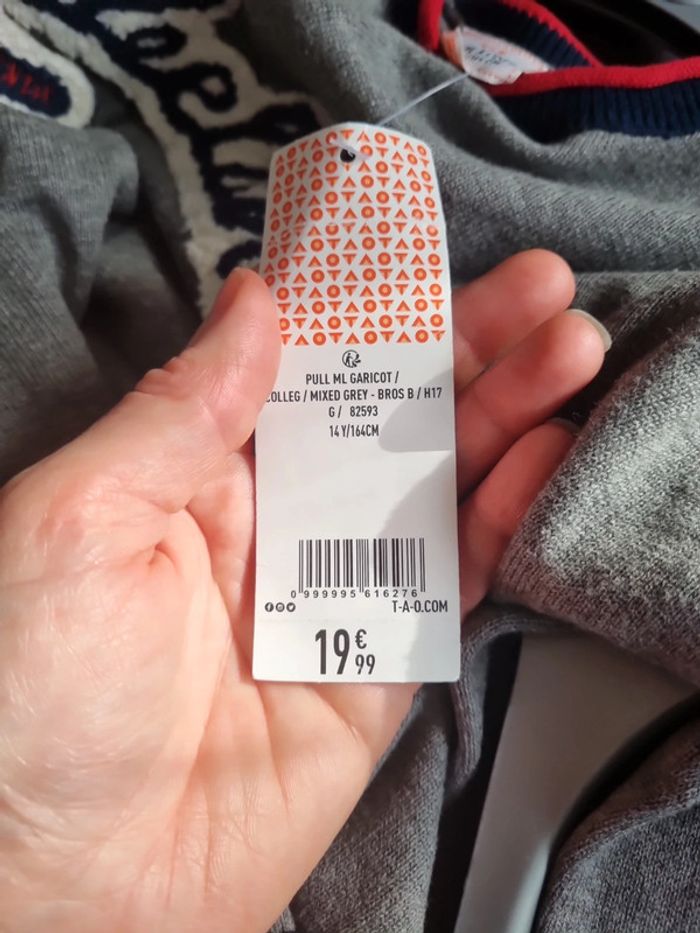 PULL ML GARICOT /
COLLEG / MIXED GREY - BROS B / H17
G / 82593
14 Y/164CM
0 999995 616276
T-A-O.COM
19€99